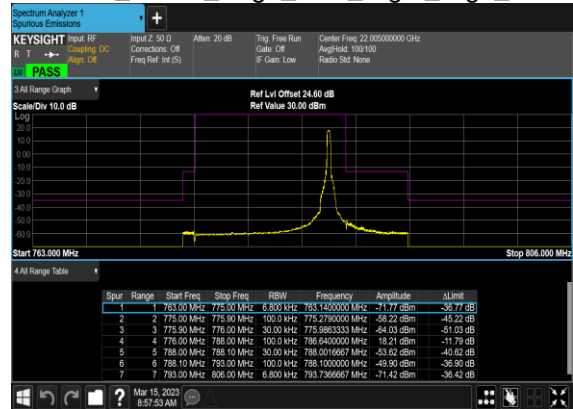 Spectrum Analyzer 1
Spurious Emissions
KEYSIGHT Input: RF Input Z: 50 Ω Atten: 20 dB Trig: Free Run Center Freq: 22.005000000 GHz
Coupling: DC Corrections: Off Gate: Off Avg|Hold: 100/100
R T Align: Off Freq Ref: Int (S) IF Gain: Low Radio Std: None
PASS
3 All Range Graph
Ref Lvl Offset 24.60 dB
Scale/Div 10.0 dB Ref Value 30.00 dBm
Log
20.0
10.0
0.00
-10.0
-20.0
-30.0
-40.0
-50.0
-60.0
Start 763.000 MHz Stop 806.000 MHz
4 All Range Table
Spur Range Start Freq Stop Freq RBW Frequency Amplitude ΔLimit
1 1 763.00 MHz 775.00 MHz 6.800 kHz 763.1400000 MHz -71.77 dBm -36.77 dB
2 2 775.00 MHz 775.90 MHz 100.0 kHz 775.2790000 MHz -58.22 dBm -45.22 dB
3 3 775.90 MHz 776.00 MHz 30.00 kHz 775.9863333 MHz -64.03 dBm -51.03 dB
4 4 776.00 MHz 788.00 MHz 100.0 kHz 786.6400000 MHz 18.21 dBm -11.79 dB
5 5 788.00 MHz 788.10 MHz 30.00 kHz 788.0016667 MHz -53.62 dBm -40.62 dB
6 6 788.10 MHz 793.00 MHz 100.0 kHz 788.1000000 MHz -49.90 dBm -36.90 dB
7 7 793.00 MHz 806.00 MHz 6.800 kHz 793.7366667 MHz -71.42 dBm -36.42 dB
Mar 15, 2023
8:57:53 AM